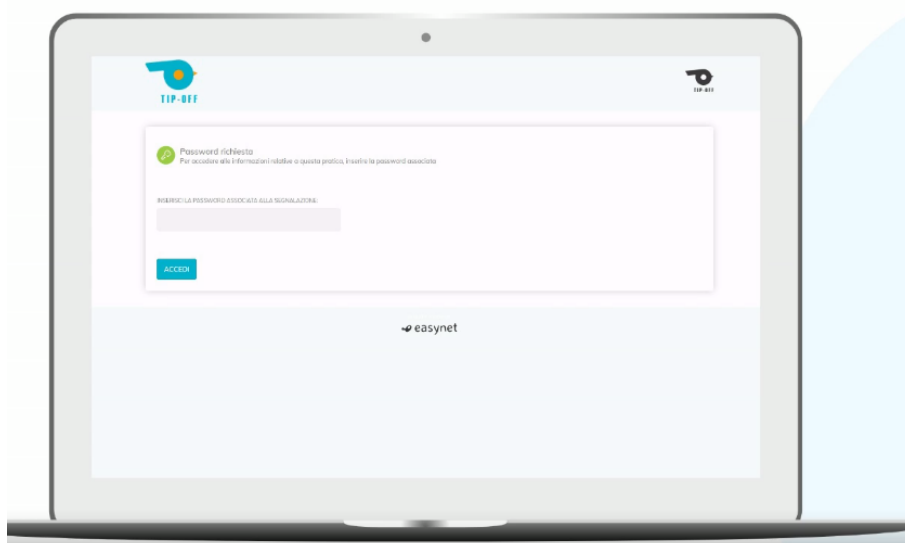 TIP-OFF
TIP-OFF
Password richiesta
Per accedere alle informazioni relative a questa pratica, inserire la password associata
INSERISCI LA PASSWORD ASSOCIATA ALLA SEGNALAZIONE:
ACCEDI
easynet